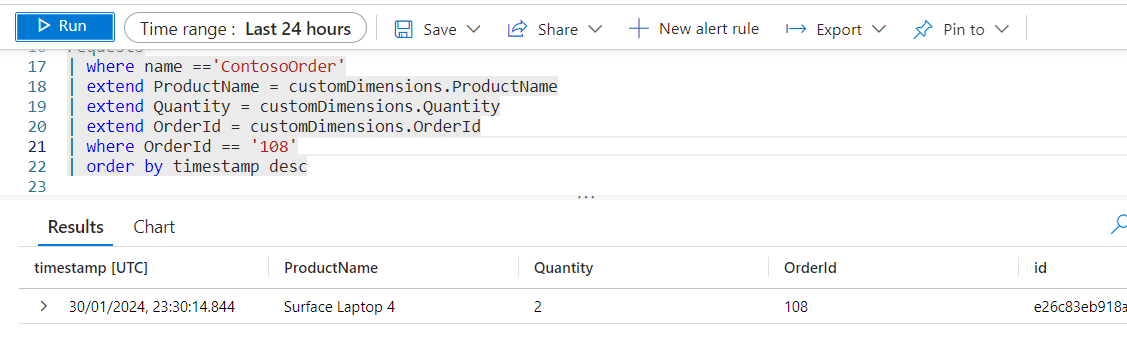 Run
Time range : Last 24 hours
Save
Share
New alert rule
Export
Pin to
16 requests
17 | where name =='ContosoOrder'
18 | extend ProductName = customDimensions.ProductName
19 | extend Quantity = customDimensions.Quantity
20 | extend OrderId = customDimensions.OrderId
21 | where OrderId == '108'
22 | order by timestamp desc
23
...
Results Chart
timestamp [UTC] ProductName Quantity OrderId id
30/01/2024, 23:30:14.844 Surface Laptop 4 2 108 e26c83eb918a